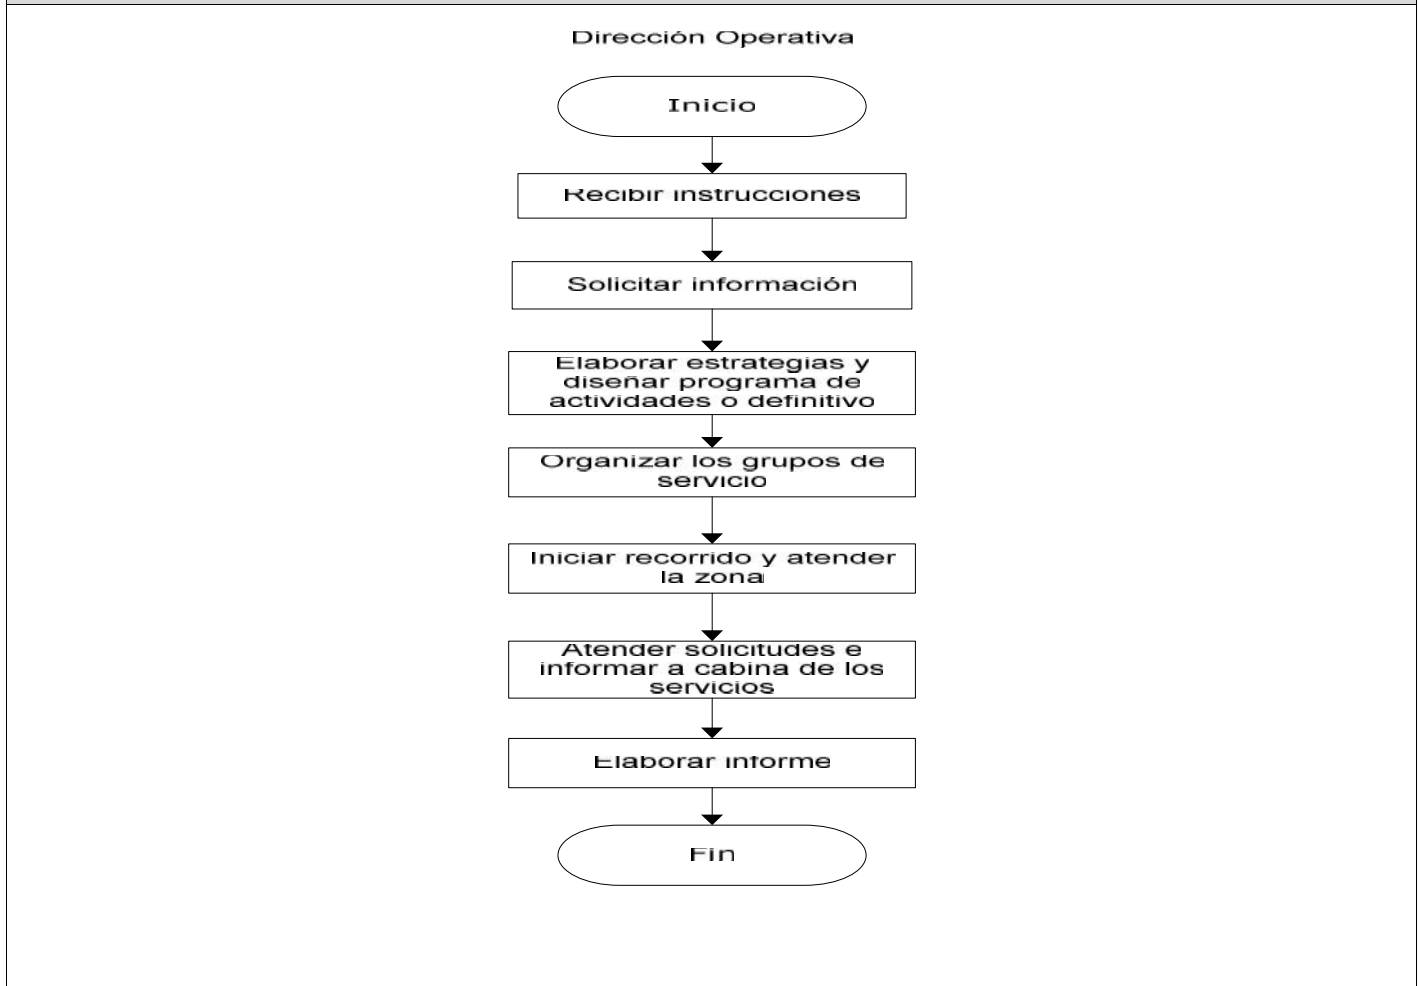 Dirección Operativa
Inicio
Recibir instrucciones
Solicitar información
Elaborar estrategias y
diseñar programa de
actividades o definitivo
Organizar los grupos de
servicio
Iniciar recorrido y atender
la zona
Atender solicitudes e
informar a cabina de los
servicios
Elaborar informe
Fin